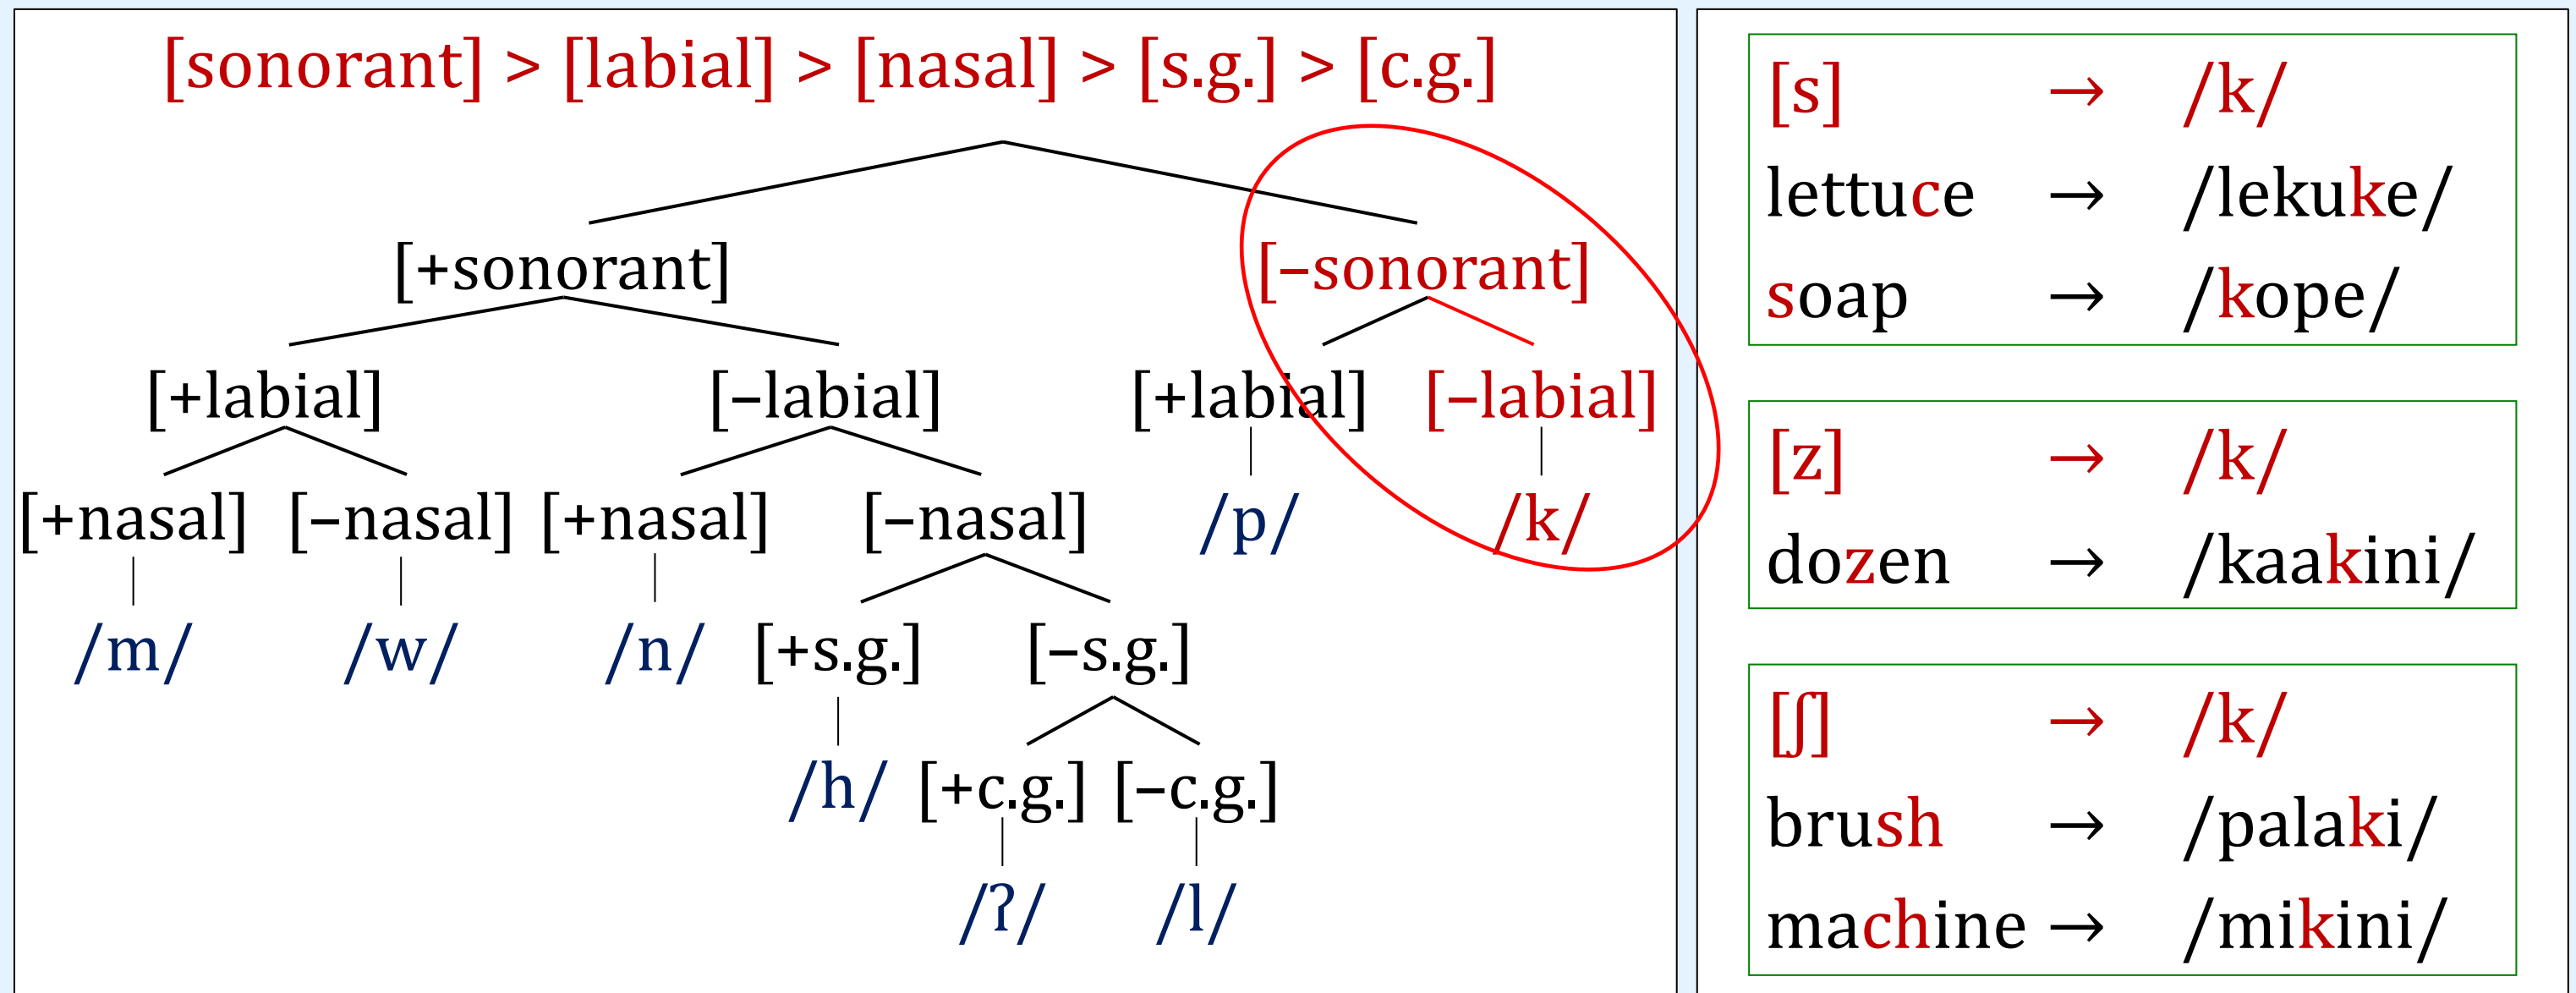 [sonorant] > [labial] > [nasal] > [s.g.] > [c.g.]
[+sonorant] [–sonorant]
[+labial] [–labial] [+labial] [–labial]
[+nasal] [–nasal] [+nasal] [–nasal] /p/ /k/
/m/ /w/ /n/ [+s.g.] [–s.g.]
/h/ [+c.g.] [–c.g.]
/ʔ/ /l/
[s] → /k/
lettuce → /lekuke/
soap → /kope/
[z] → /k/
dozen → /kaakini/
[ʃ] → /k/
brush → /palaki/
machine → /mikini/